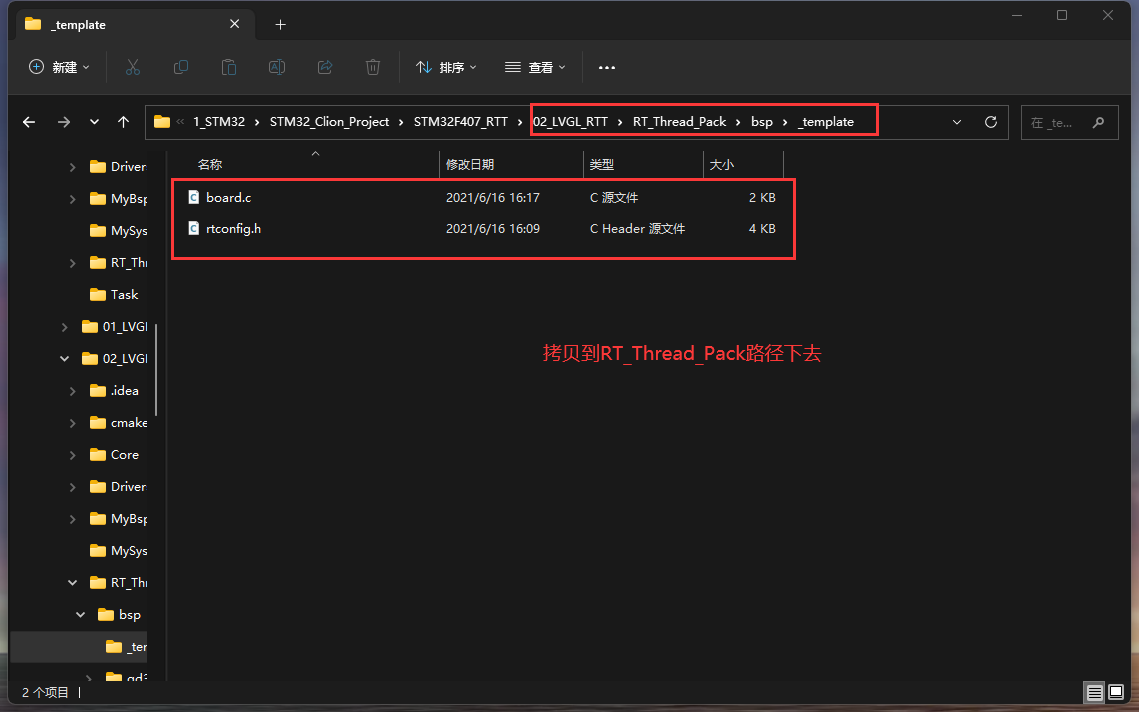 _template
新建
排序
查看
1_STM32 STM32_Clion_Project STM32F407_RTT 02_LVGL_RTT RT_Thread_Pack bsp _template
在 _te...
名称 修改日期 类型 大小
board.c 2021/6/16 16:17 C 源文件 2 KB
rtconfig.h 2021/6/16 16:09 C Header 源文件 4 KB
拷贝到RT_Thread_Pack路径下去
Driver
MyBsp
MySys
RT_Thr
Task
01_LVGl
02_LVGl
.idea
cmake
Core
Driver
MyBsp
MySys
RT_Thr
bsp
_ter
gd3
2 个项目